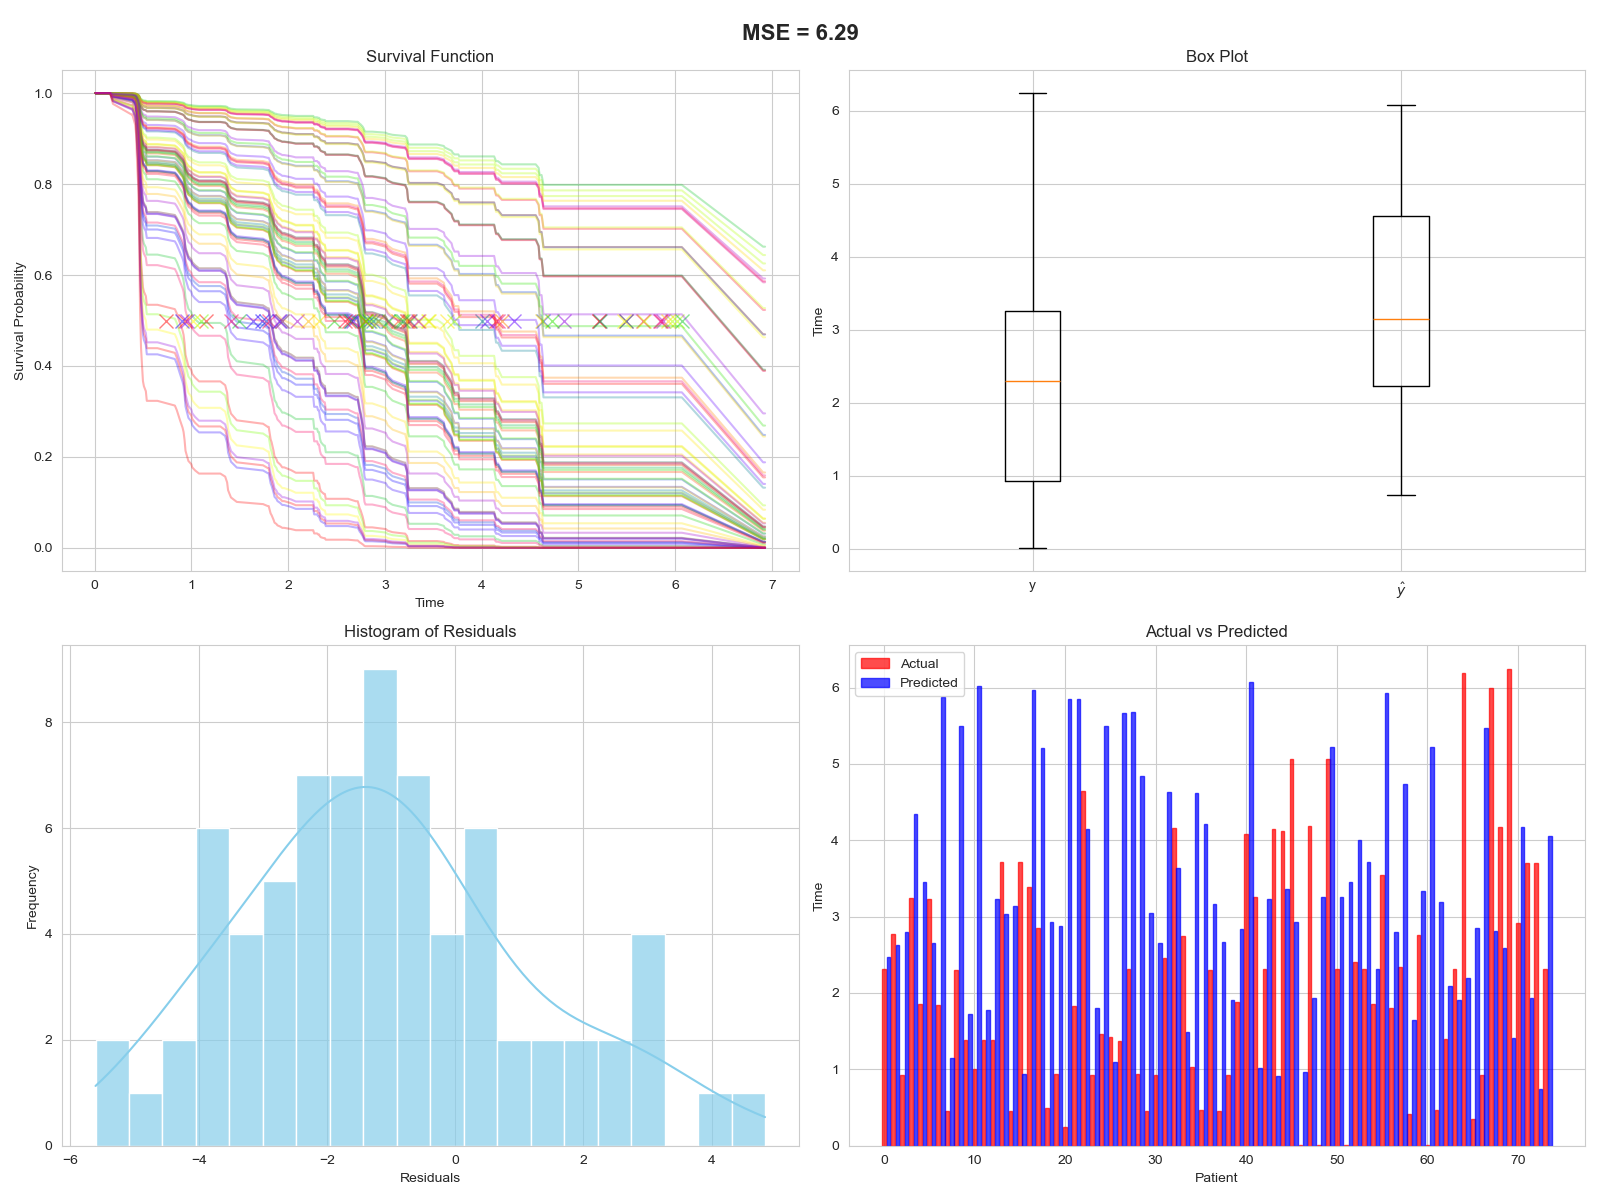 MSE = 6.29
Survival Function
Survival Probability
1.0
0.8
0.6
0.4
0.2
0.0
0 1 2 3 4 5 6 7
Time
Box Plot
Time
6
5
4
3
2
1
0
y ŷ
Histogram of Residuals
Frequency
8
6
4
2
0
−6 −4 −2 0 2 4
Residuals
Actual vs Predicted
Actual
Predicted
Time
6
5
4
3
2
1
0
0 10 20 30 40 50 60 70
Patient